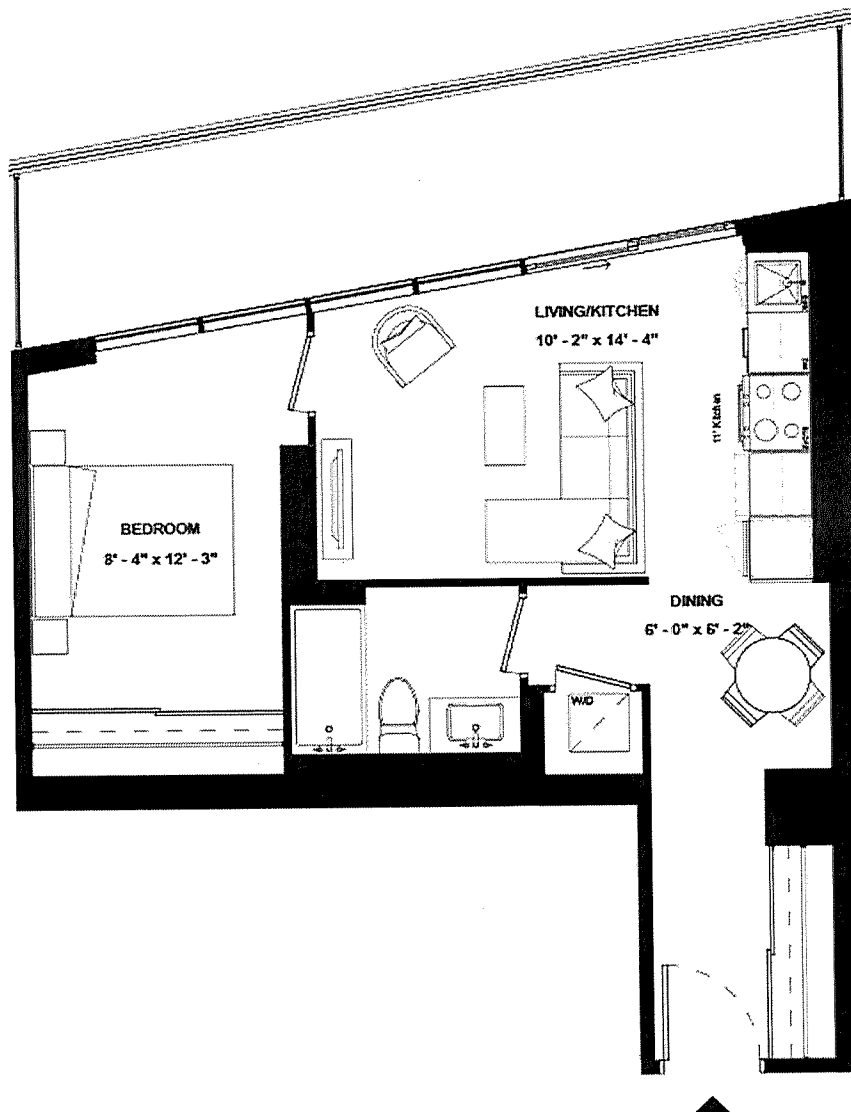 LIVING/KITCHEN
10' - 2" x 14' - 4"
11' Kitchen
BEDROOM
8' - 4" x 12' - 3"
DINING
6' - 0" x 6' - 2"
W/D